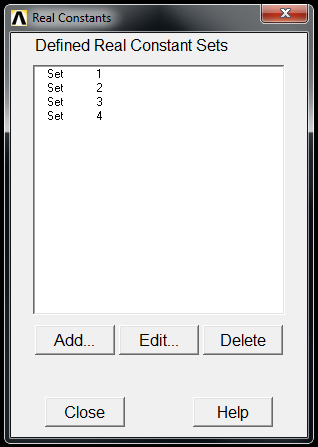 Real Constants
Defined Real Constant Sets
Set 1
Set 2
Set 3
Set 4
Add... Edit... Delete
Close Help